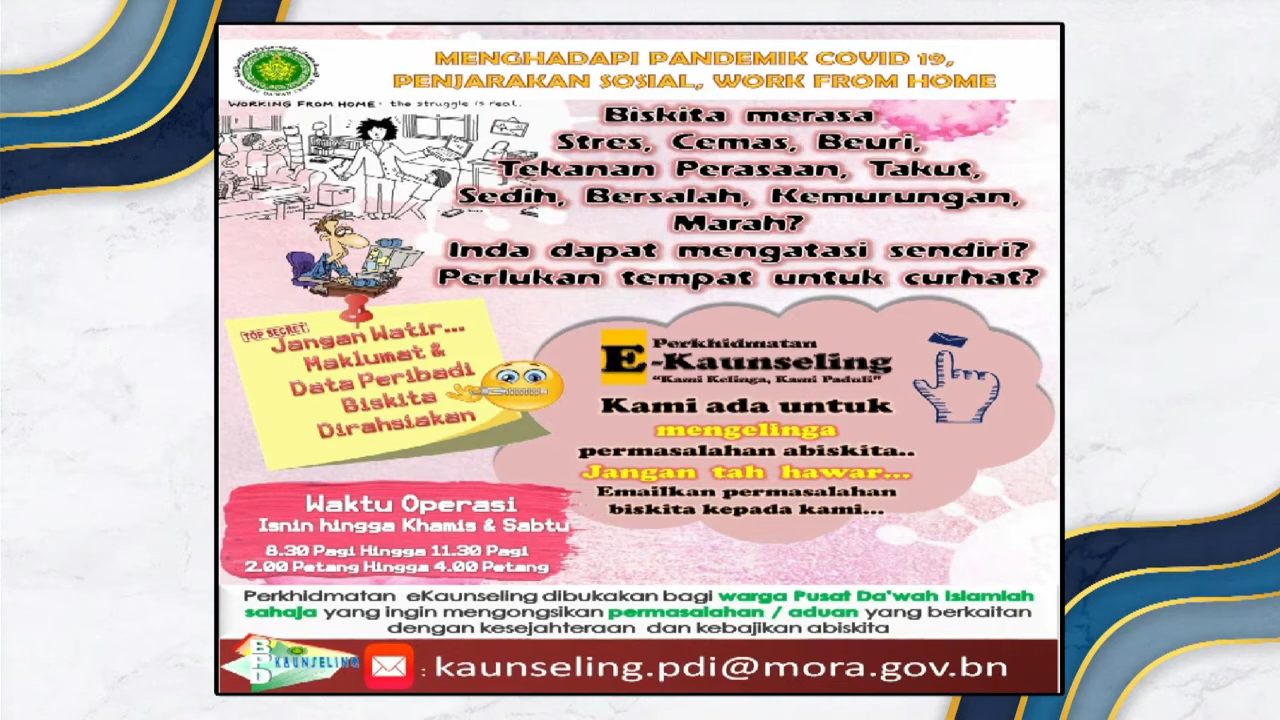 MENGHADAPI PANDEMIK COVID 19,
PENJARAKAN SOSIAL, WORK FROM HOME
WORKING FROM HOME: the struggle is real.
Biskita merasa
Stres, Cemas, Beuri,
Tekanan Perasaan, Takut,
Sedih, Bersalah, Kemurungan,
Marah?
Inda dapat mengatasi sendiri?
Perlukan tempat untuk curhat?
TOP SECRET
Jangan Watir...
Maklumat &
Data Peribadi
Biskita
Dirahsiakan
Perkhidmatan
E-Kaunseling
"Kami Kelinga, Kami Paduli"
Kami ada untuk
mengelinga
permasalahan abiskita..
Jangan tah hawar...
Emailkan permasalahan
biskita kepada kami...
Waktu Operasi
Isnin hingga Khamis & Sabtu
8.30 Pagi Hingga 11.30 Pagi
2.00 Petang Hingga 4.00 Petang
Perkhidmatan eKaunseling dibukakan bagi warga Pusat Da'wah Islamiah
sahaja yang ingin mengongsikan permasalahan / aduan yang berkaitan
dengan kesejahteraan dan kebajikan abiskita
BPD KAUNSELING
: kaunseling.pdi@mora.gov.bn